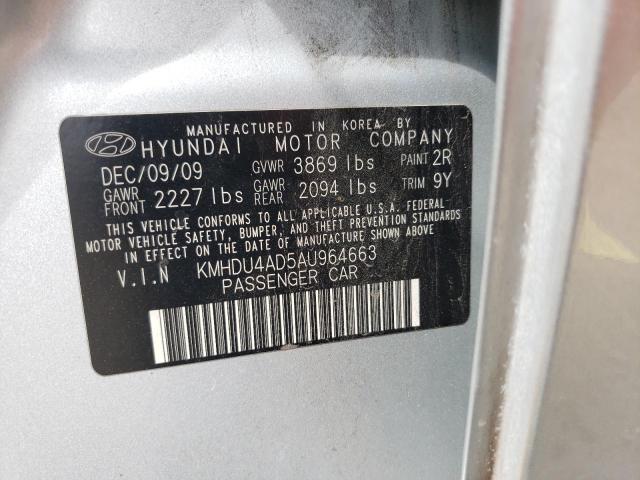 MANUFACTURED IN KOREA BY
HYUNDAI MOTOR COMPANY
DEC/09/09 GVWR 3869 lbs PAINT 2R
GAWR FRONT 2227 lbs GAWR REAR 2094 lbs TRIM 9Y
THIS VEHICLE CONFORMS TO ALL APPLICABLE U.S.A. FEDERAL
MOTOR VEHICLE SAFETY, BUMPER, AND THEFT PREVENTION STANDARDS
IN EFFECT ON THE DATE OF MANUFACTURE SHOWN ABOVE.
V.I.N KMHDU4AD5AU964663
PASSENGER CAR